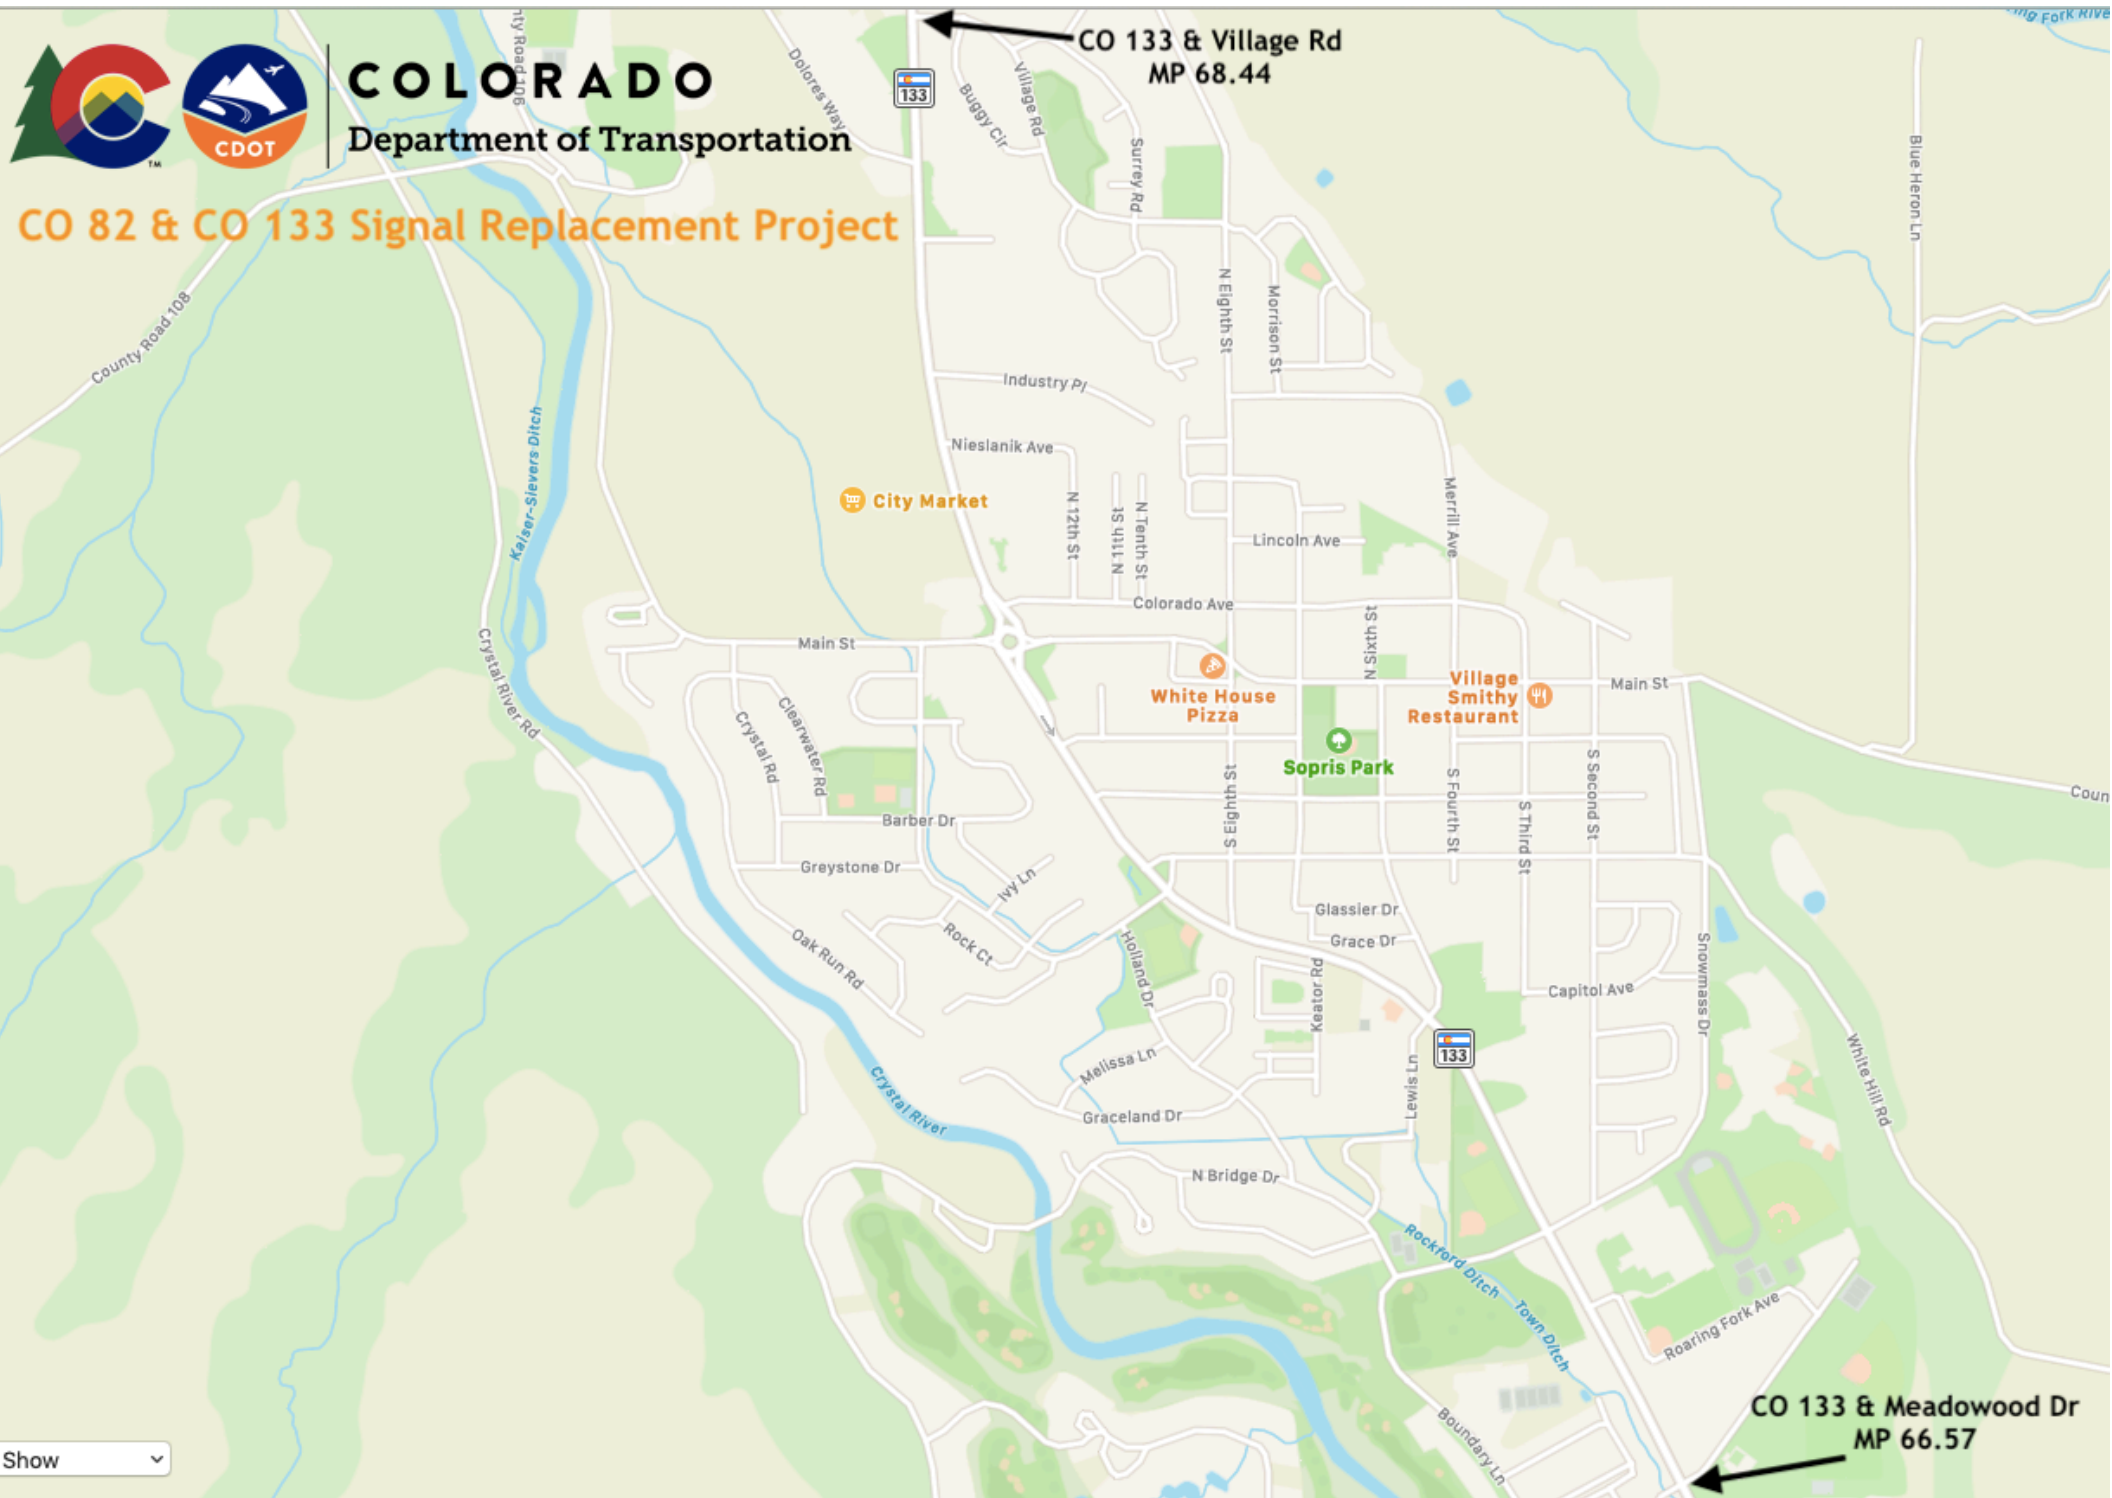 CO 133 & Village Rd
MP 68.44
COLORADO
Department of Transportation
CDOT
TM
CO 82 & CO 133 Signal Replacement Project
133
Dolores Way
Buggy Cir
Village Rd
Surrey Rd
Blue Heron Ln
County Road 108
N Eighth St
Morrison St
Industry Pl
Nieslanik Ave
Kaiser-Sievers Ditch
City Market
N 12th St
N 11th St
N Tenth St
Merrill Ave
Lincoln Ave
Colorado Ave
N Sixth St
Main St
Crystal River Rd
White House
Pizza
Village
Smithy
Restaurant
Main St
Crystal Rd
Clearwater Rd
Sopris Park
S Eighth St
S Fourth St
S Third St
S Second St
Coun
Barber Dr
Greystone Dr
Ivy Ln
Rock Ct
Oak Run Rd
Holland Dr
Glassier Dr
Grace Dr
Keator Rd
Capitol Ave
Snowmass Dr
White Hill Rd
133
Melissa Ln
Lewis Ln
Crystal River
Graceland Dr
N Bridge Dr
Rockford Ditch
Town Ditch
Roaring Fork Ave
Boundary Ln
CO 133 & Meadowood Dr
MP 66.57
Show